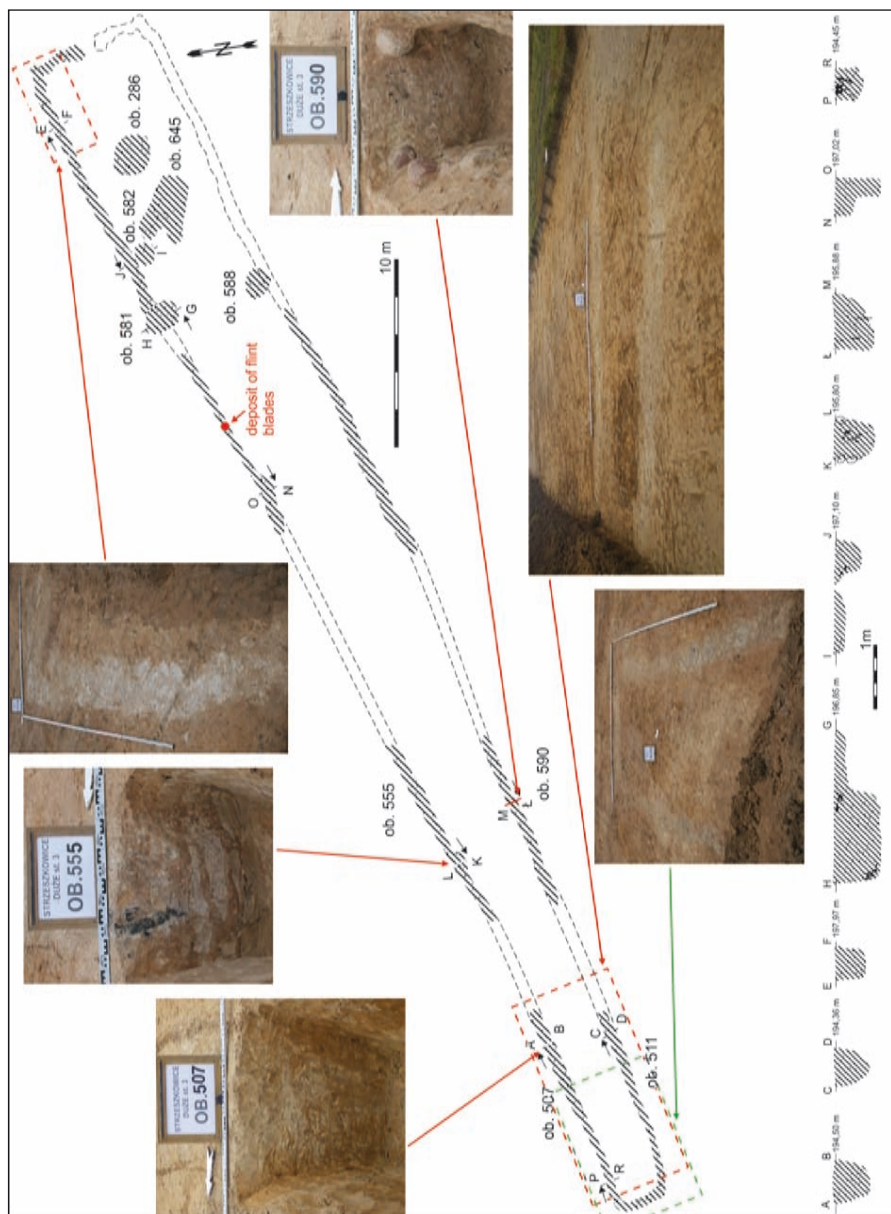 N
E
F
ob. 286
ob. 645
ob. 582
J
I
ob. 581
H
G
ob. 588
deposit of flint
blades
10 m
O
N
ob. 555
L
K
M
Ł
ob. 590
A
B
C
D
ob. 507
ob. 511
P
R
STRZESZKOWICE
DUŻE st. 3
OB.590
STRZESZKOWICE
DUŻE st. 3
OB.555
STRZESZKOWICE
DUŻE st. 3
OB.507
A B 194,50 m
C D 194,36 m
E F 197,97 m
H G 196,85 m
I J 197,10 m
K L 195,80 m
Ł M 195,88 m
N O 197,02 m
P R 194,45 m
1m